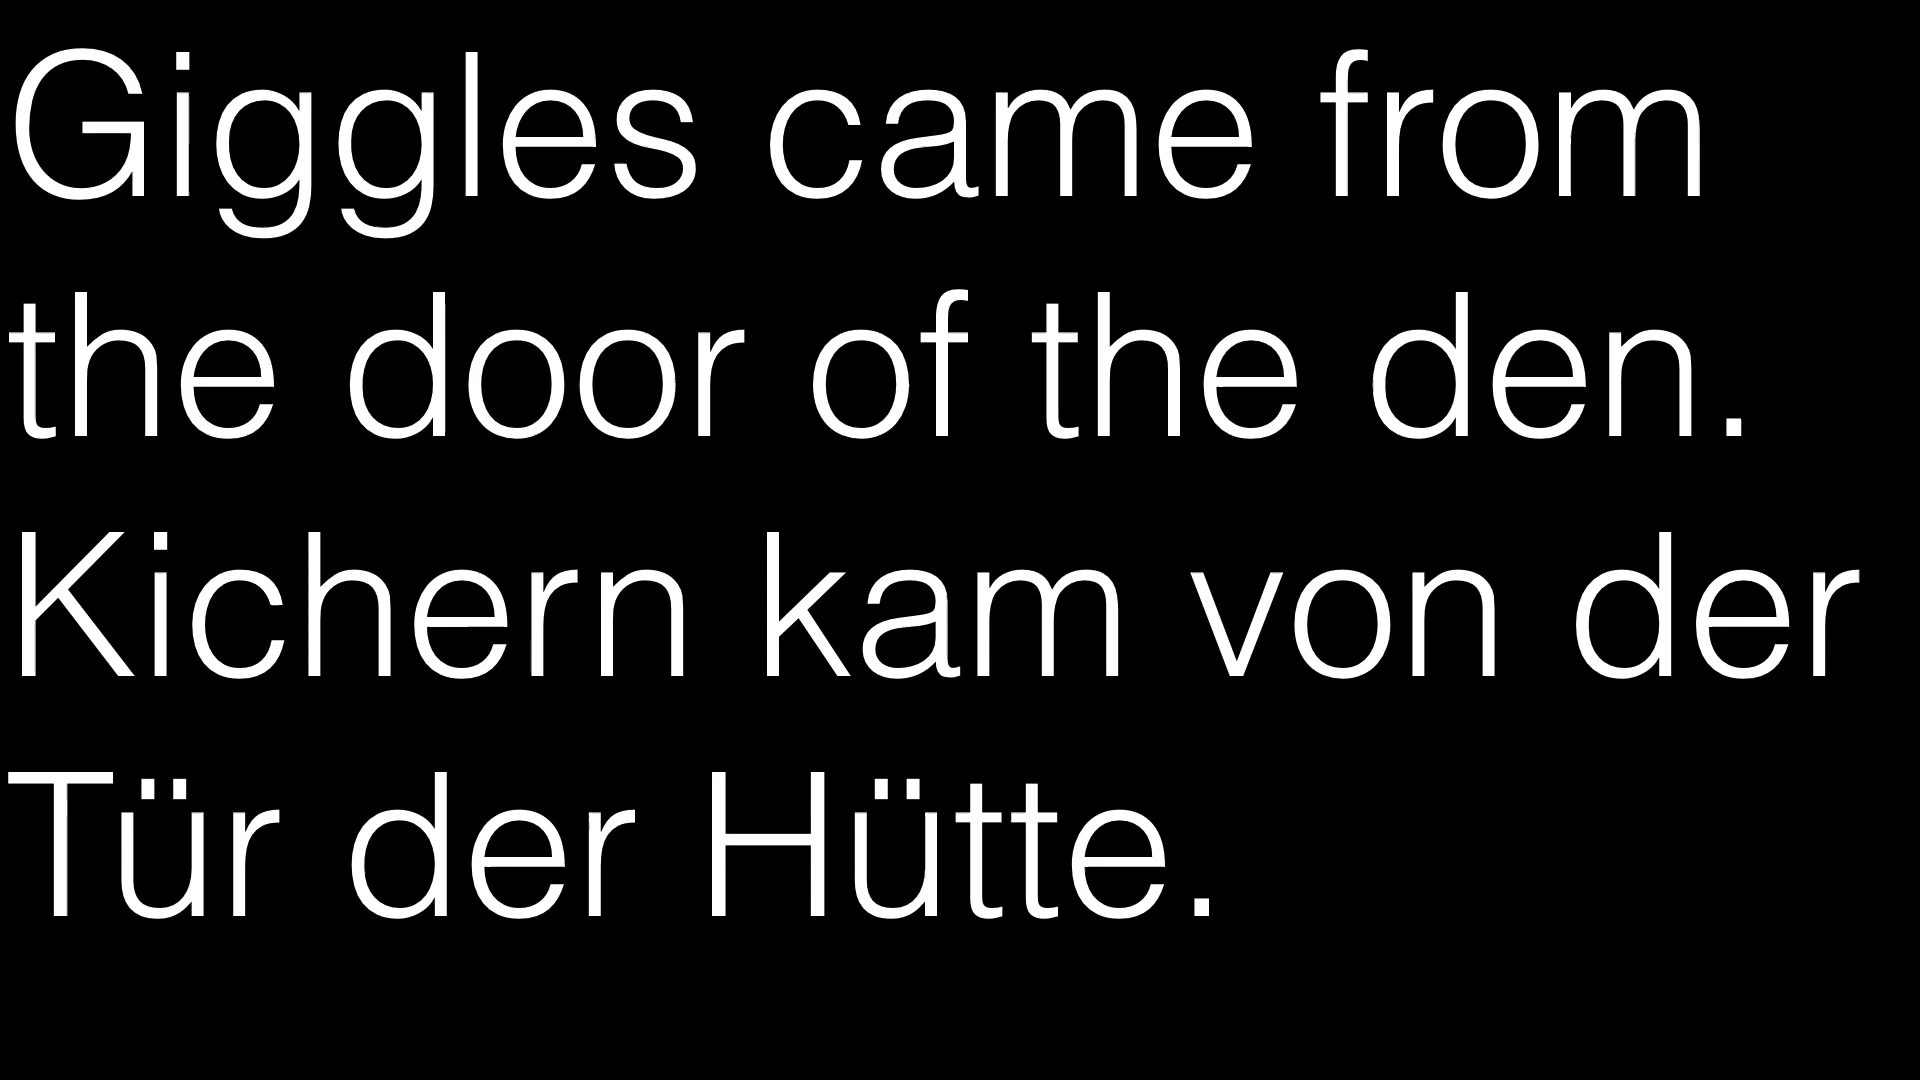 Giggles came from
the door of the den.
Kichern kam von der
Tür der Hütte.